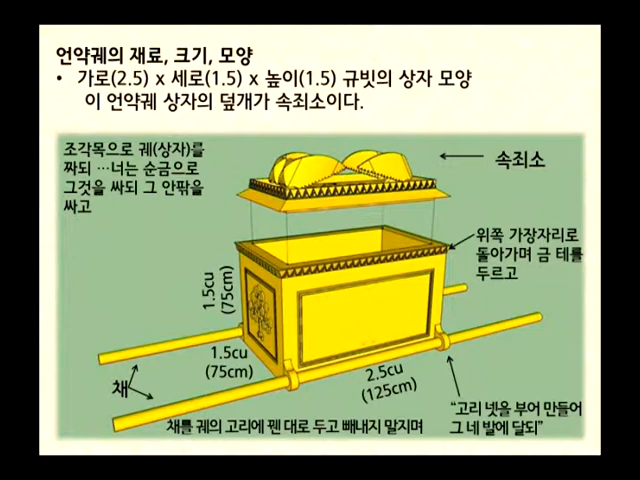 언약궤의 재료, 크기, 모양
• 가로(2.5) x 세로(1.5) x 높이(1.5) 규빗의 상자 모양
이 언약궤 상자의 덮개가 속죄소이다.
조각목으로 궤(상자)를
짜되 …너는 순금으로
그것을 싸되 그 안팎을
싸고
속죄소
위쪽 가장자리로
돌아가며 금 테를
두르고
1.5cu
(75cm)
1.5cu
(75cm)
2.5cu
(125cm)
채
"고리 넷을 부어 만들어
그 네 발에 달되"
채를 궤의 고리에 꿴 대로 두고 빼내지 말지며